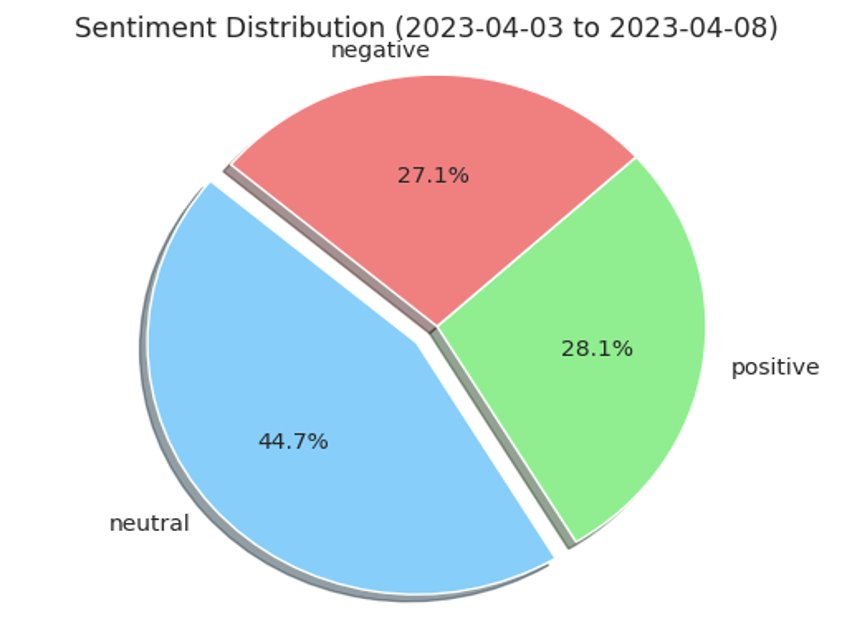 Sentiment Distribution (2023-04-03 to 2023-04-08)
negative
27.1%
28.1%
positive
44.7%
neutral